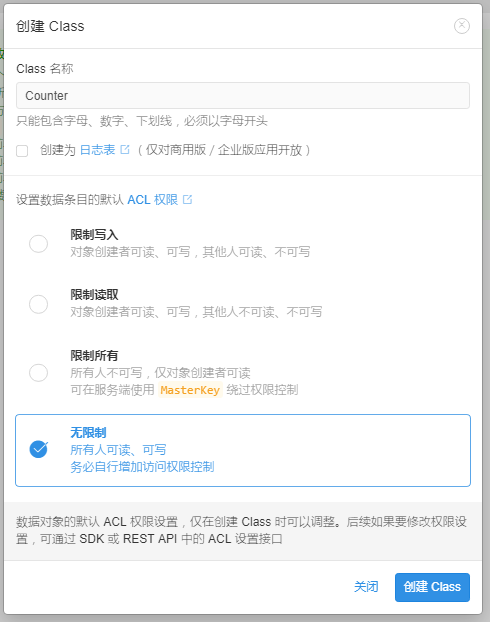 创建 Class
Class 名称
Counter
只能包含字母、数字、下划线，必须以字母开头
创建为 日志表 （ 仅对商用版 / 企业版应用开放 ）
设置数据条目的默认 ACL 权限
限制写入
对象创建者可读、可写，其他人可读、不可写
限制读取
对象创建者可读、可写，其他人不可读、不可写
限制所有
所有人不可写，仅对象创建者可读
可在服务端使用 MasterKey 绕过权限控制
无限制
所有人可读、可写
务必自行增加访问权限控制
数据对象的默认 ACL 权限设置，仅在创建 Class 时可以调整。后续如果要修改权限设
置，可通过 SDK 或 REST API 中的 ACL 设置接口
关闭
创建 Class